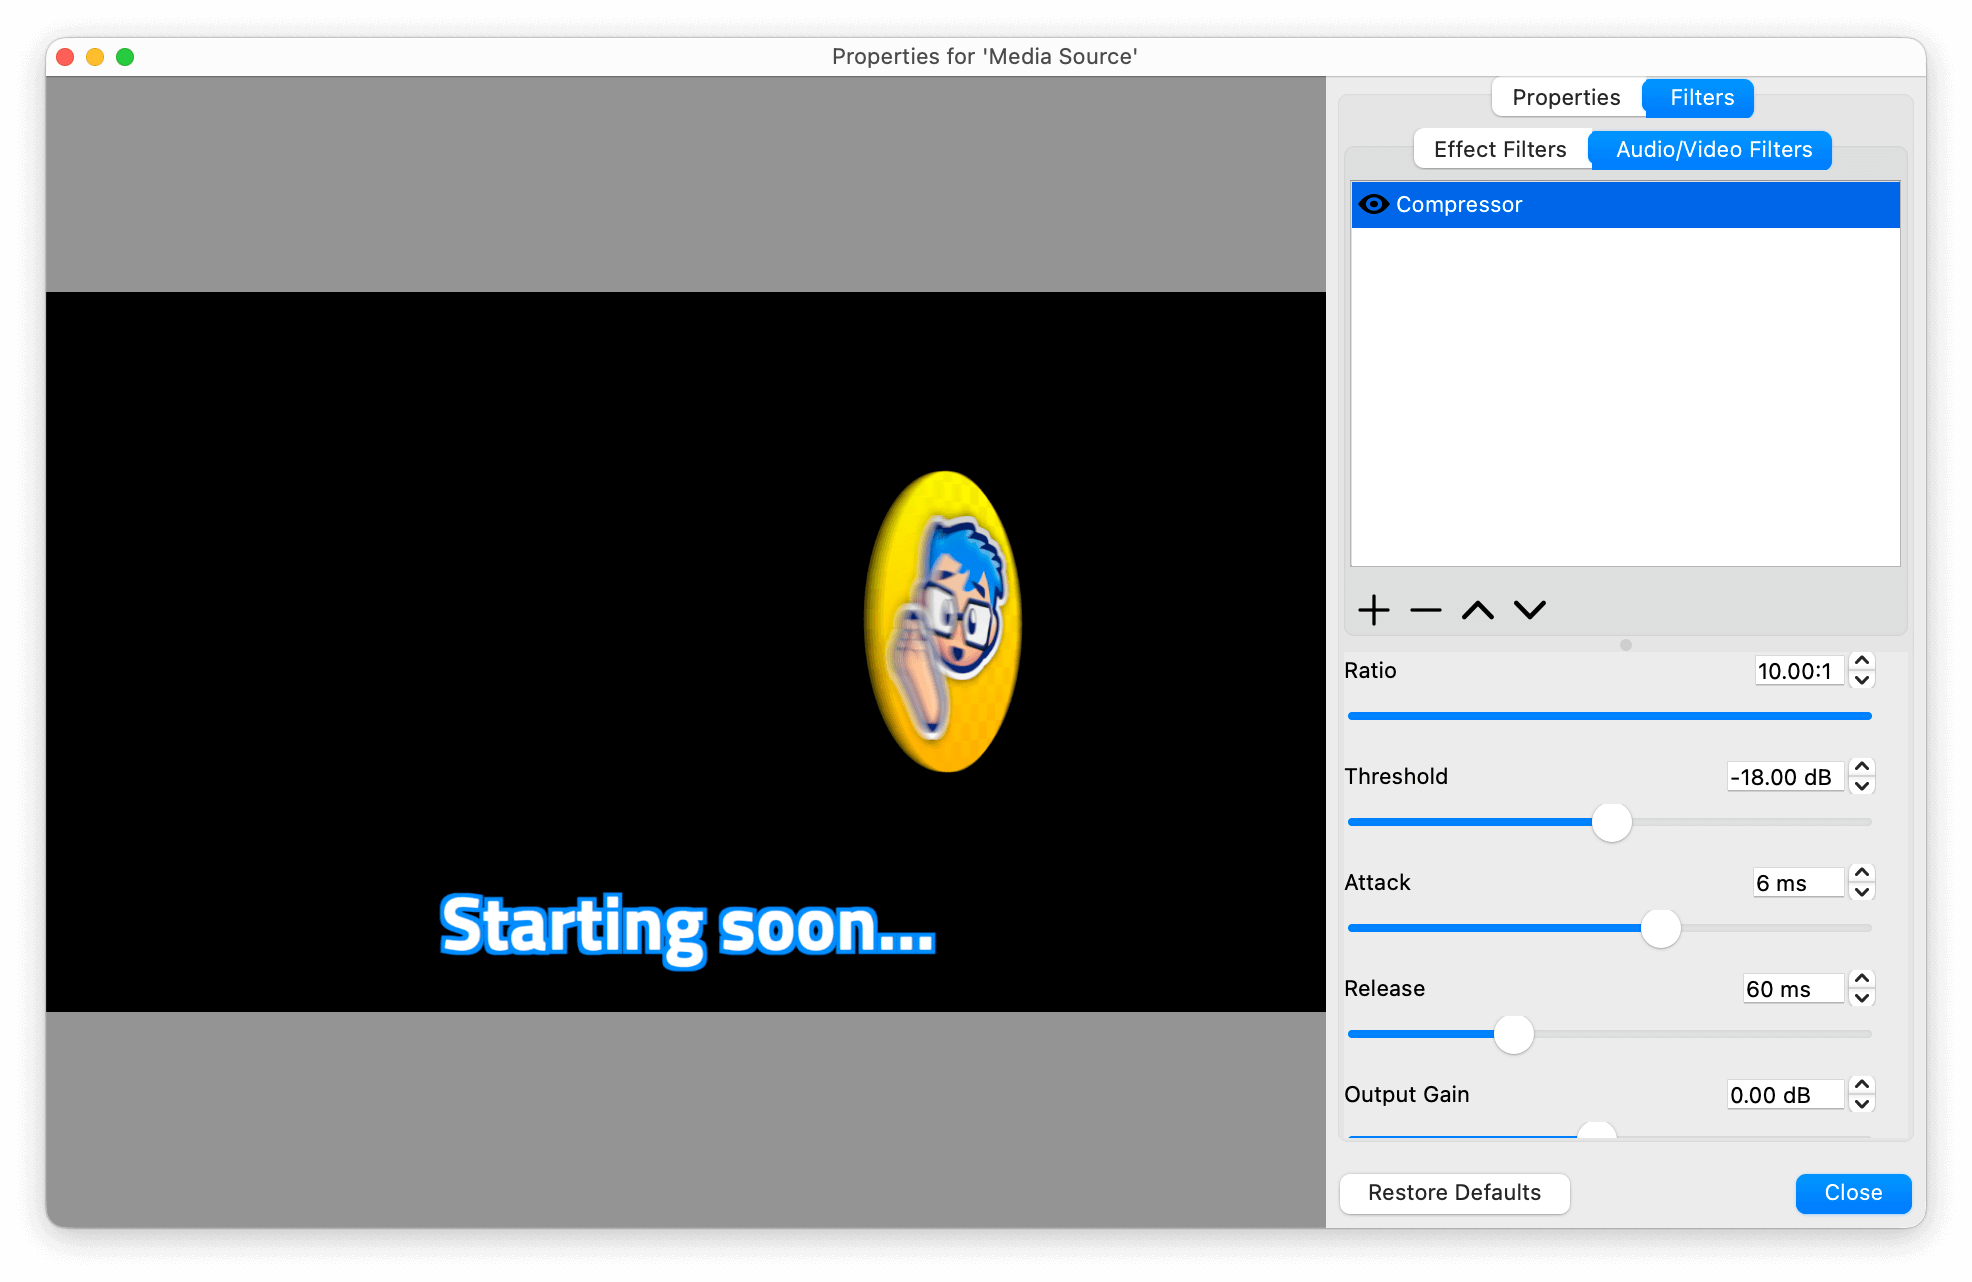 Properties for 'Media Source'
Properties
Filters
Effect Filters
Audio/Video Filters
Compressor
Ratio
10.00:1
Threshold
-18.00 dB
Attack
6 ms
Release
60 ms
Output Gain
0.00 dB
Starting soon...
Restore Defaults
Close